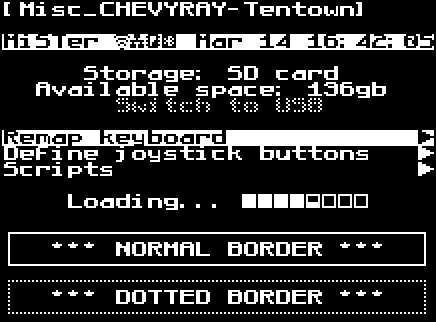 [Misc_CHEVYRAY-Tentown]
MiSTer Mar 14 16:42:05
Storage: SD card
Available space: 136gb
Switch to USB
Remap keyboard
Define joystick buttons
Scripts
Loading...
*** NORMAL BORDER ***
*** DOTTED BORDER ***